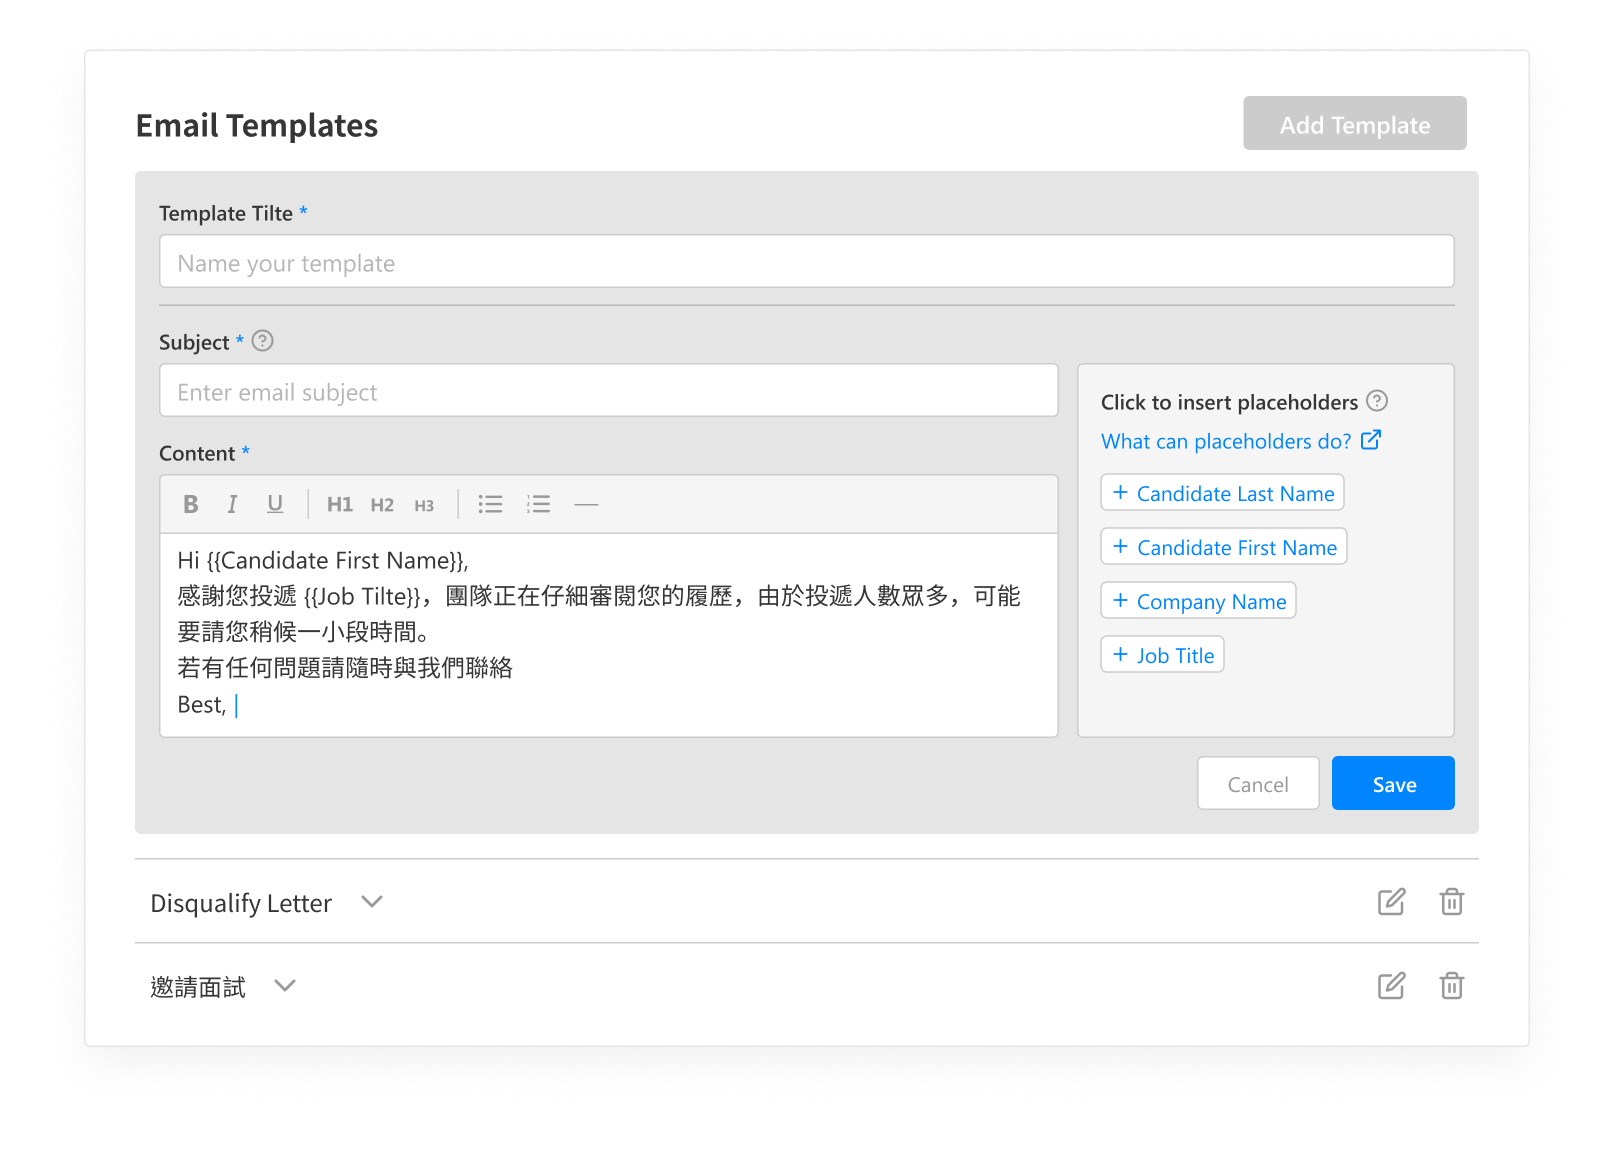 Email Templates
Add Template
Template Tilte *
Name your template
Subject *
Enter email subject
Content *
B I U H1 H2 H3
Hi {{Candidate First Name}},
感謝您投遞 {{Job Tilte}}，團隊正在仔細審閱您的履歷，由於投遞人數眾多，可能
要請您稍候一小段時間。
若有任何問題請隨時與我們聯絡
Best,
Click to insert placeholders
What can placeholders do?
+ Candidate Last Name
+ Candidate First Name
+ Company Name
+ Job Title
Cancel
Save
Disqualify Letter
邀請面試